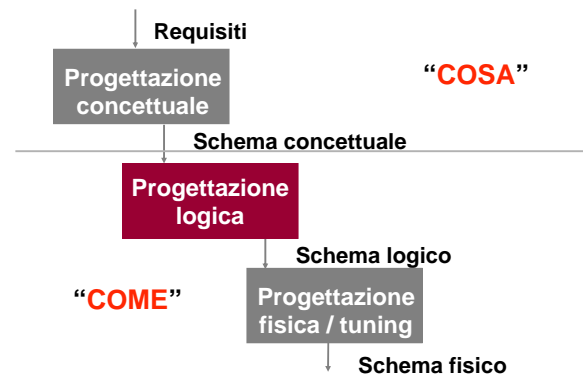 Requisiti
Progettazione
concettuale
“COSA”
Schema concettuale
Progettazione
logica
Schema logico
“COME”
Progettazione
fisica / tuning
Schema fisico